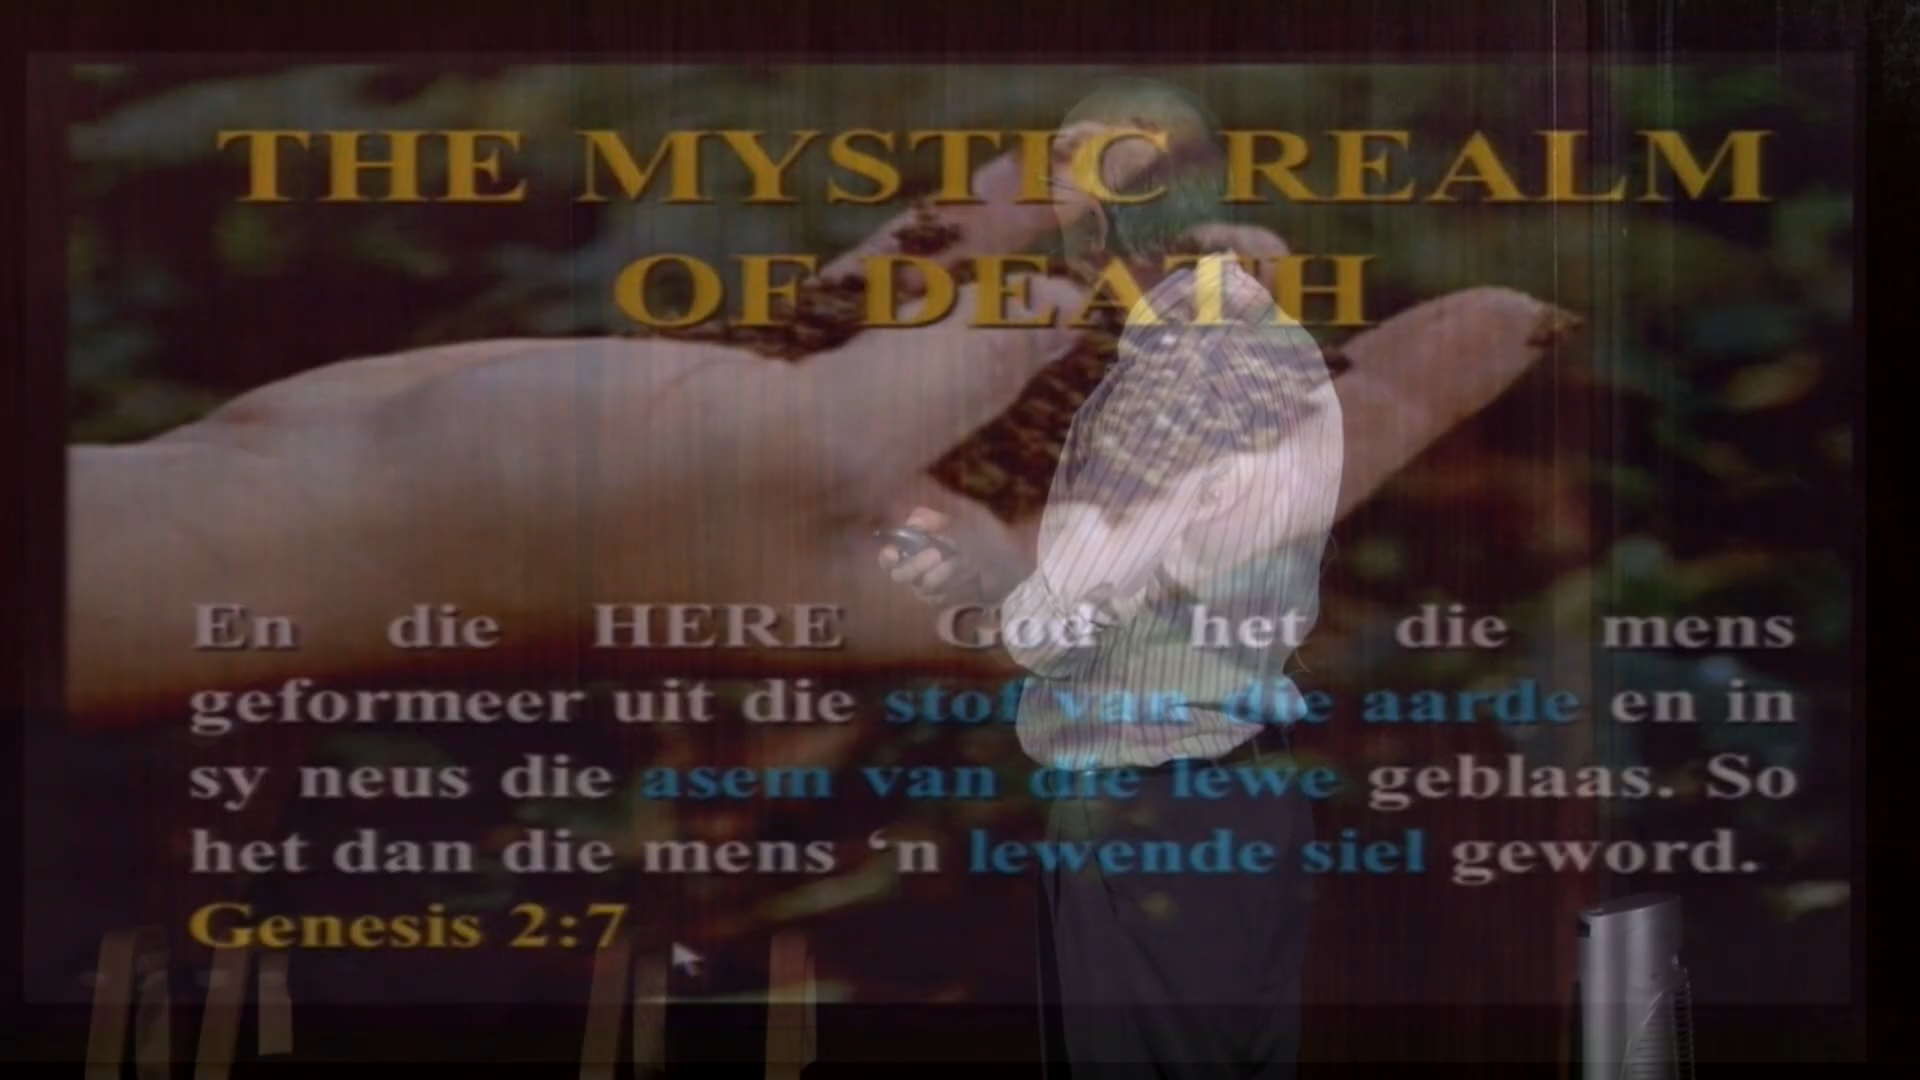 THE MYSTIC REALM
OF DEATH
En die HERE God het die mens
geformeer uit die stof van die aarde en in
sy neus die asem van die lewe geblaas. So
het dan die mens ‘n lewende siel geword.
Genesis 2:7